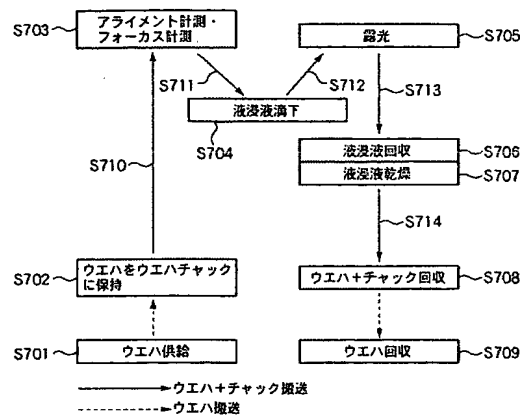 S703
アライメント計測・
フォーカス計測
露光
S705
S711
S712
S713
液浸液滴下
S704
S710
液浸液回収
S706
液浸液乾燥
S707
S714
S702
ウエハをウエハチャック
に保持
ウエハ+チャック回収
S708
S701
ウエハ供給
ウエハ回収
S709
ウエハ+チャック搬送
ウエハ搬送